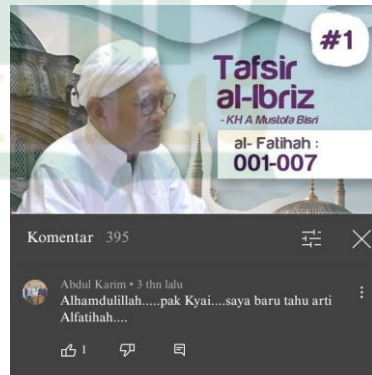 #1
Tafsir
al-Ibriz
- KH A Mustofa Bisri
al- Fatihah :
001-007
Komentar 395
Abdul Karim • 3 thn lalu
Alhamdulillah.....pak Kyai....saya baru tahu arti
Alfatihah....
1